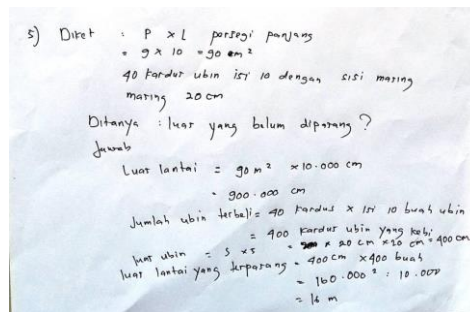 5) Diket : P x L persegi panjang
= 9 x 10 = 90 m²
40 kardus ubin isi 10 dengan sisi masing
masing 20 cm
Ditanya : luas yang belum dipasang ?
Jawab
Luas lantai = 90 m² x 10.000 cm
= 900.000 cm
Jumlah ubin terbeli = 40 kardus x isi 10 buah ubin
= 400 kardus ubin yang
luas ubin = s x s = 20 cm x 20 cm = 400 cm
luas lantai yang terpasang = 400 cm x 400 buah
= 160.000 ² : 10.000
= 16 m